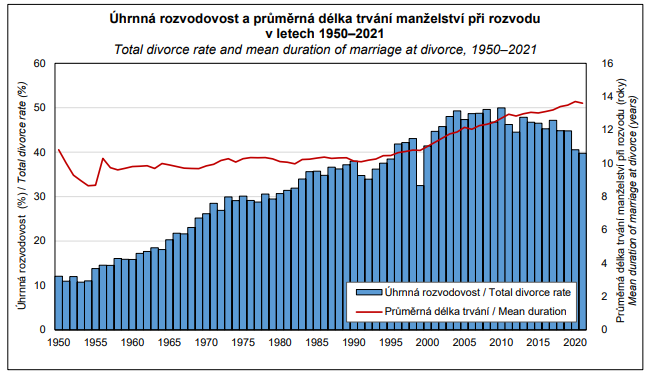 Úhrnná rozvodovost a průměrná délka trvání manželství při rozvodu
v letech 1950–2021
Total divorce rate and mean duration of marriage at divorce, 1950–2021
Úhrnná rozvodovost (%) / Total divorce rate (%)
60
50
40
30
20
10
0
16
14
12
10
8
6
4
2
0
Průměrná délka trvání manželství při rozvodu (roky)
Mean duration of marriage at divorce (years)
Úhrnná rozvodovost / Total divorce rate
Průměrná délka trvání / Mean duration
1950 1955 1960 1965 1970 1975 1980 1985 1990 1995 2000 2005 2010 2015 2020